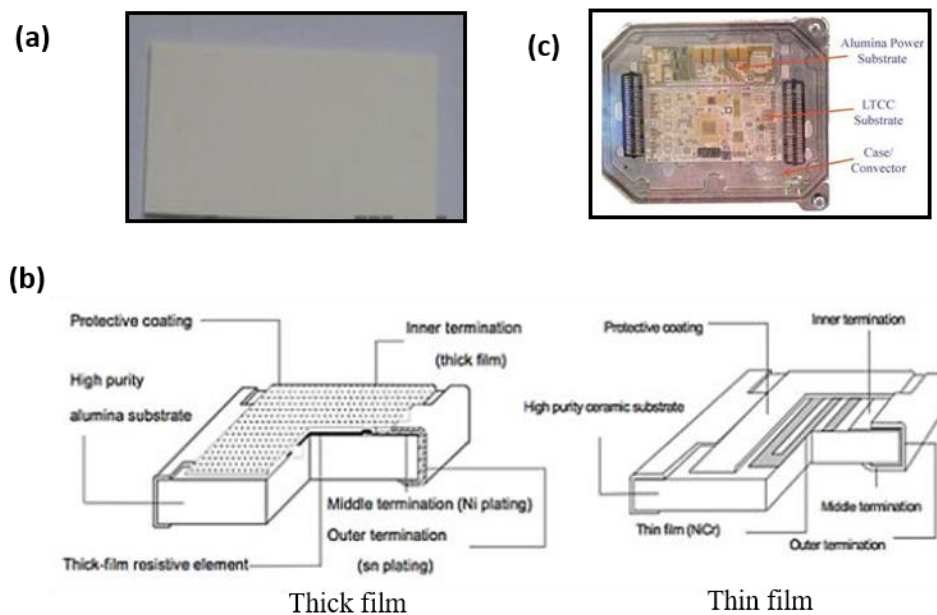 (a)
(c)
Alumina Power
Substrate
LTCC
Substrate
Case/
Convector
(b)
Protective coating
Inner termination
(thick film)
High purity
alumina substrate
Middle termination (Ni plating)
Outer termination
(sn plating)
Thick-film resistive element
Thick film
Protective coating
Inner termination
High purity ceramic substrate
Middle termination
Thin film (NiCr)
Outer termination
Thin film